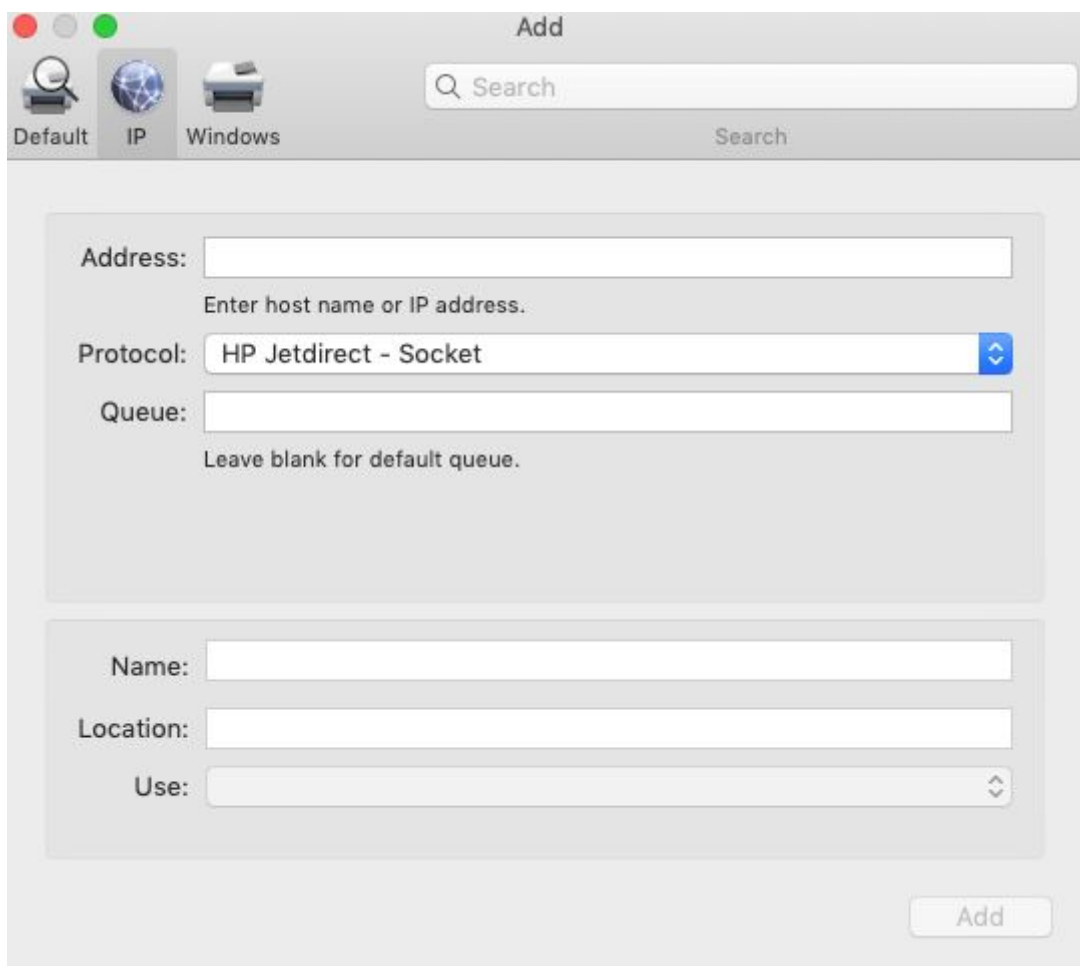 Add
Default IP Windows
Search
Search
Address:
Enter host name or IP address.
Protocol: HP Jetdirect - Socket
Queue:
Leave blank for default queue.
Name:
Location:
Use:
Add